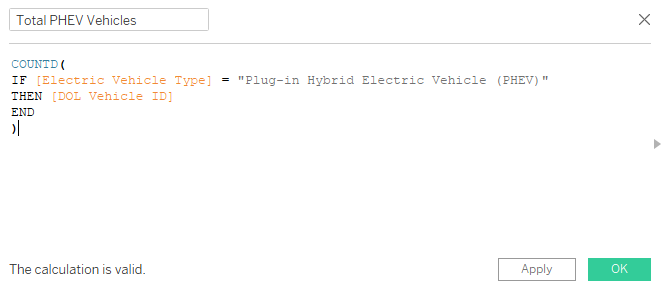 Total PHEV Vehicles
COUNTD(
IF [Electric Vehicle Type] = "Plug-in Hybrid Electric Vehicle (PHEV)"
THEN [DOL Vehicle ID]
END
)
The calculation is valid.
Apply
OK